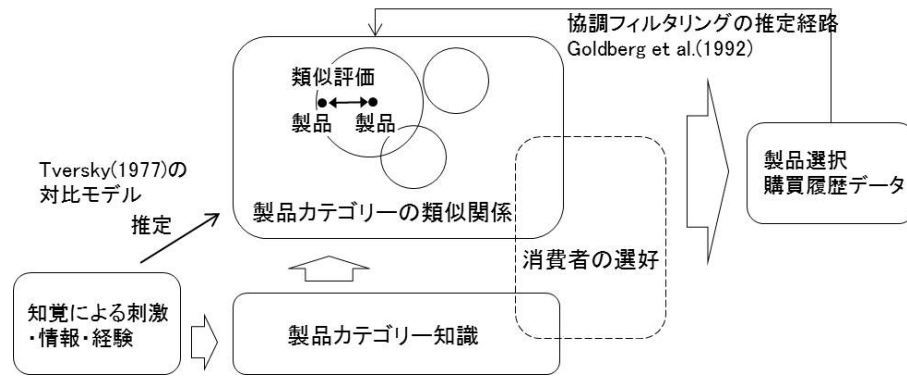 協調フィルタリングの推定経路
Goldberg et al.(1992)
類似評価
製品 製品
製品カテゴリーの類似関係
Tversky(1977)の
対比モデル
推定
製品選択
購買履歴データ
消費者の選好
知覚による刺激
・情報・経験
製品カテゴリー知識